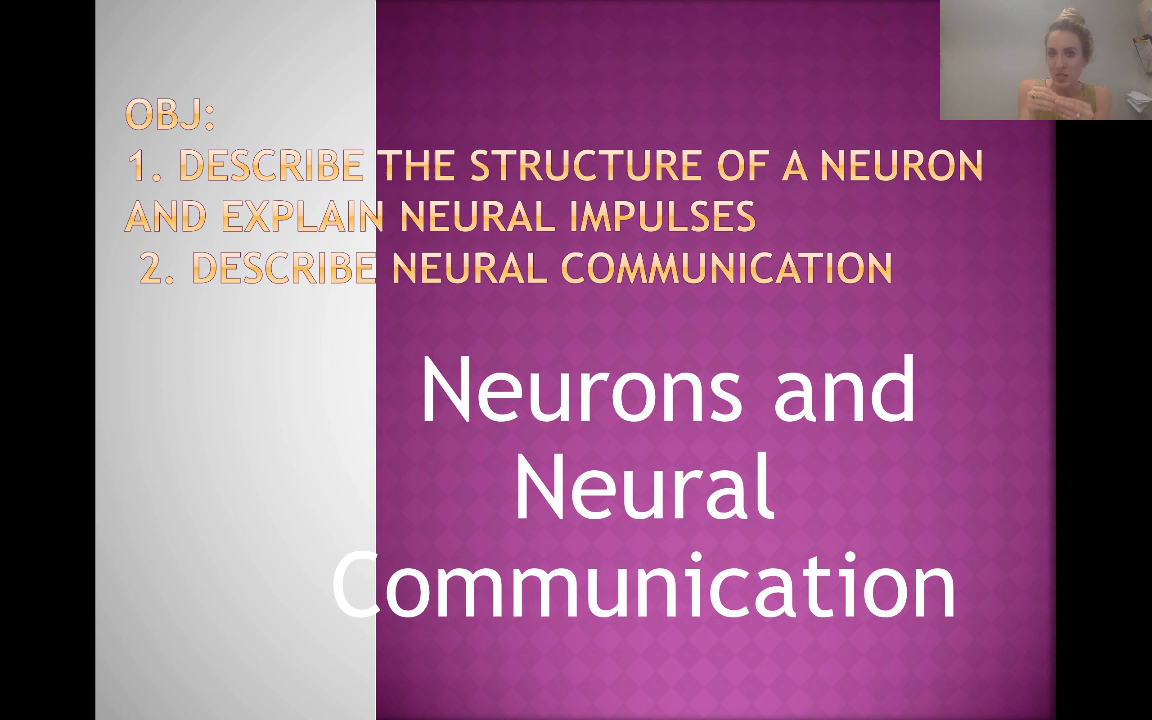 OBJ:
1. DESCRIBE THE STRUCTURE OF A NEURON
AND EXPLAIN NEURAL IMPULSES
2. DESCRIBE NEURAL COMMUNICATION
Neurons and
Neural
Communication